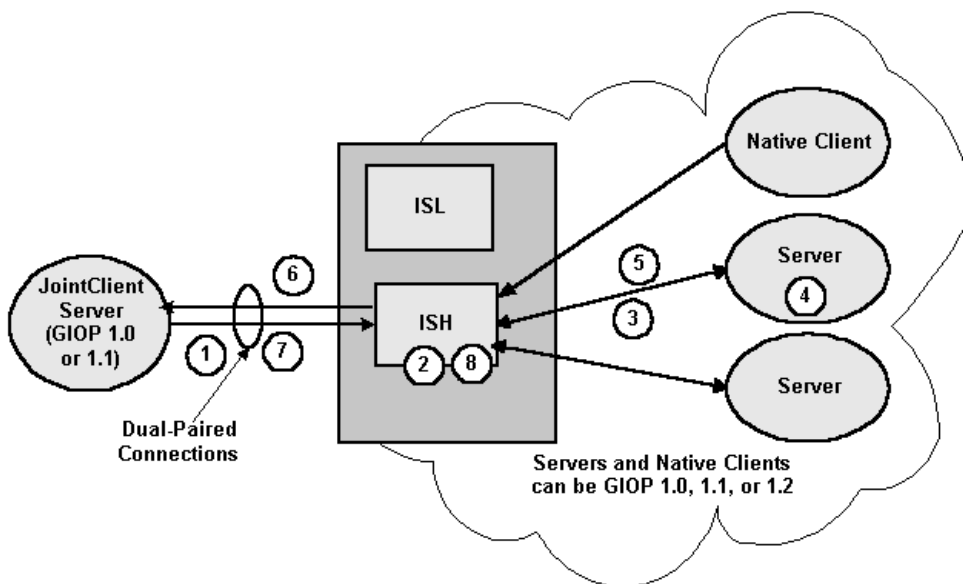 Native Client
ISL
Server
5
4
6
JointClient
Server
(GIOP 1.0
or 1.1)
ISH
3
1
7
2
8
Server
Dual-Paired
Connections
Servers and Native Clients
can be GIOP 1.0, 1.1, or 1.2